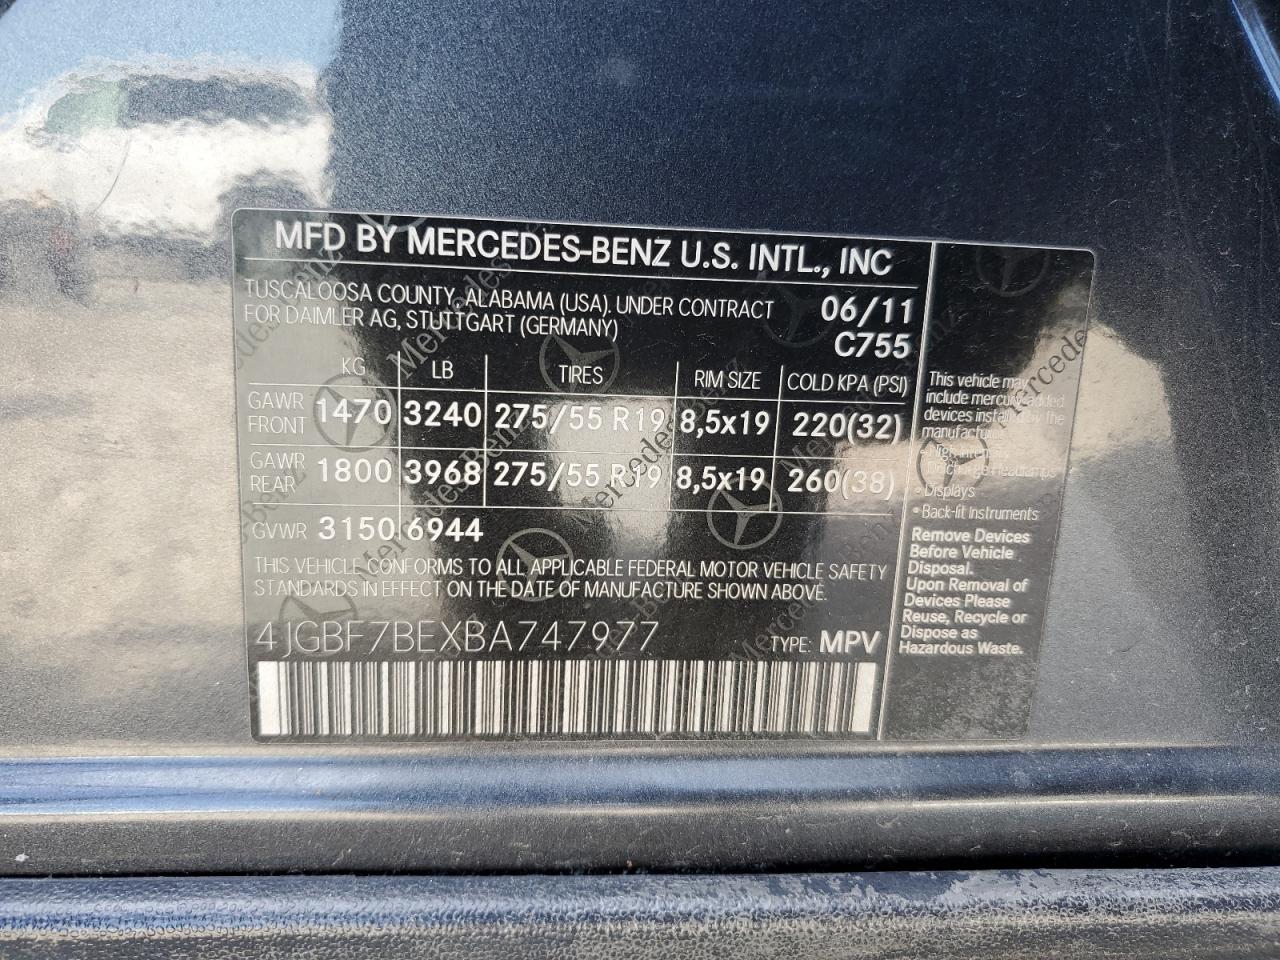 MFD BY MERCEDES-BENZ U.S. INTL., INC
TUSCALOOSA COUNTY, ALABAMA (USA). UNDER CONTRACT
FOR DAIMLER AG, STUTTGART (GERMANY)
06/11
C755
KG LB TIRES RIM SIZE COLD KPA (PSI)
GAWR
FRONT 1470 3240 275/55 R19 8,5x19 220(32)
GAWR
REAR 1800 3968 275/55 R19 8,5x19 260(38)
GVWR 3150 6944
THIS VEHICLE CONFORMS TO ALL APPLICABLE FEDERAL MOTOR VEHICLE SAFETY
STANDARDS IN EFFECT ON THE DATE OF MANUFACTURE SHOWN ABOVE.
4JGBF7BEXBA747977
TYPE: MPV
This vehicle may
include mercury-added
devices installed by the
manufacturer:
• High Intensity
Discharge Headlamps
• Displays
• Back-lit Instruments
Remove Devices
Before Vehicle
Disposal.
Upon Removal of
Devices Please
Reuse, Recycle or
Dispose as
Hazardous Waste.